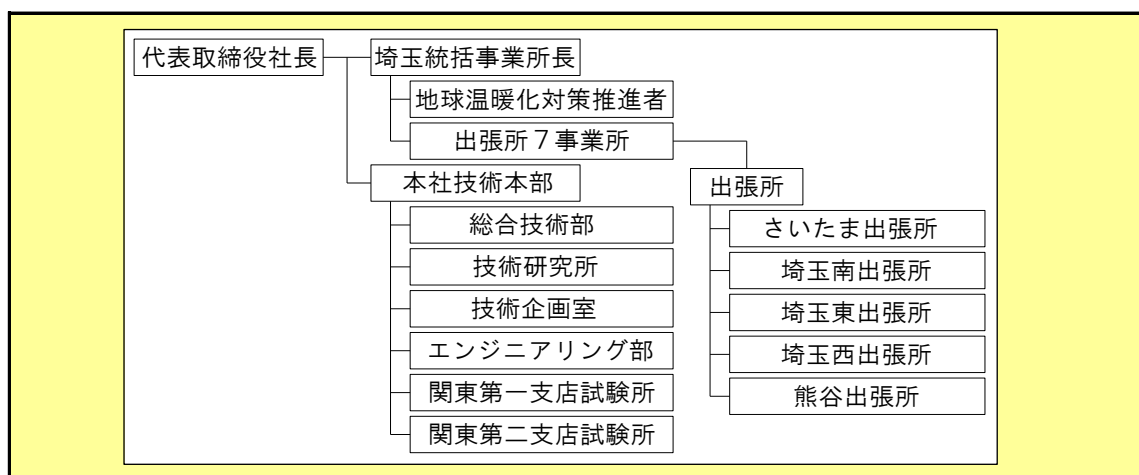 代表取締役社長
埼玉統括事業所長
地球温暖化対策推進者
出張所７事業所
本社技術本部
総合技術部
技術研究所
技術企画室
エンジニアリング部
関東第一支店試験所
関東第二支店試験所
出張所
さいたま出張所
埼玉南出張所
埼玉東出張所
埼玉西出張所
熊谷出張所